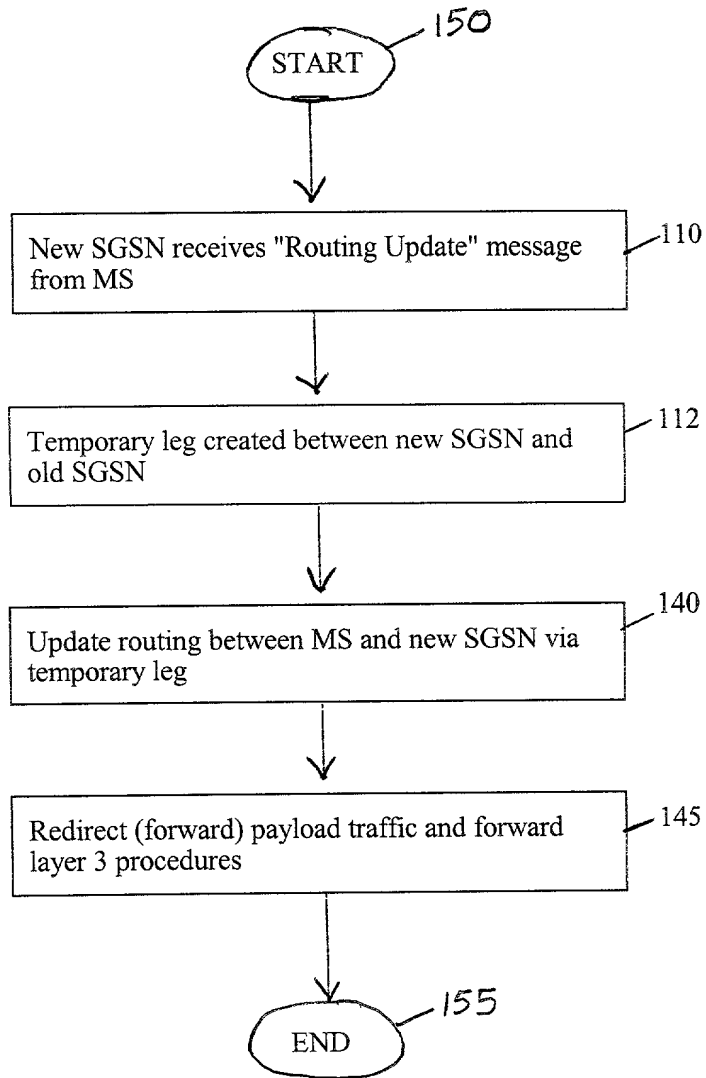 150
START
New SGSN receives "Routing Update" message
from MS
110
Temporary leg created between new SGSN and
old SGSN
112
Update routing between MS and new SGSN via
temporary leg
140
Redirect (forward) payload traffic and forward
layer 3 procedures
145
155
END